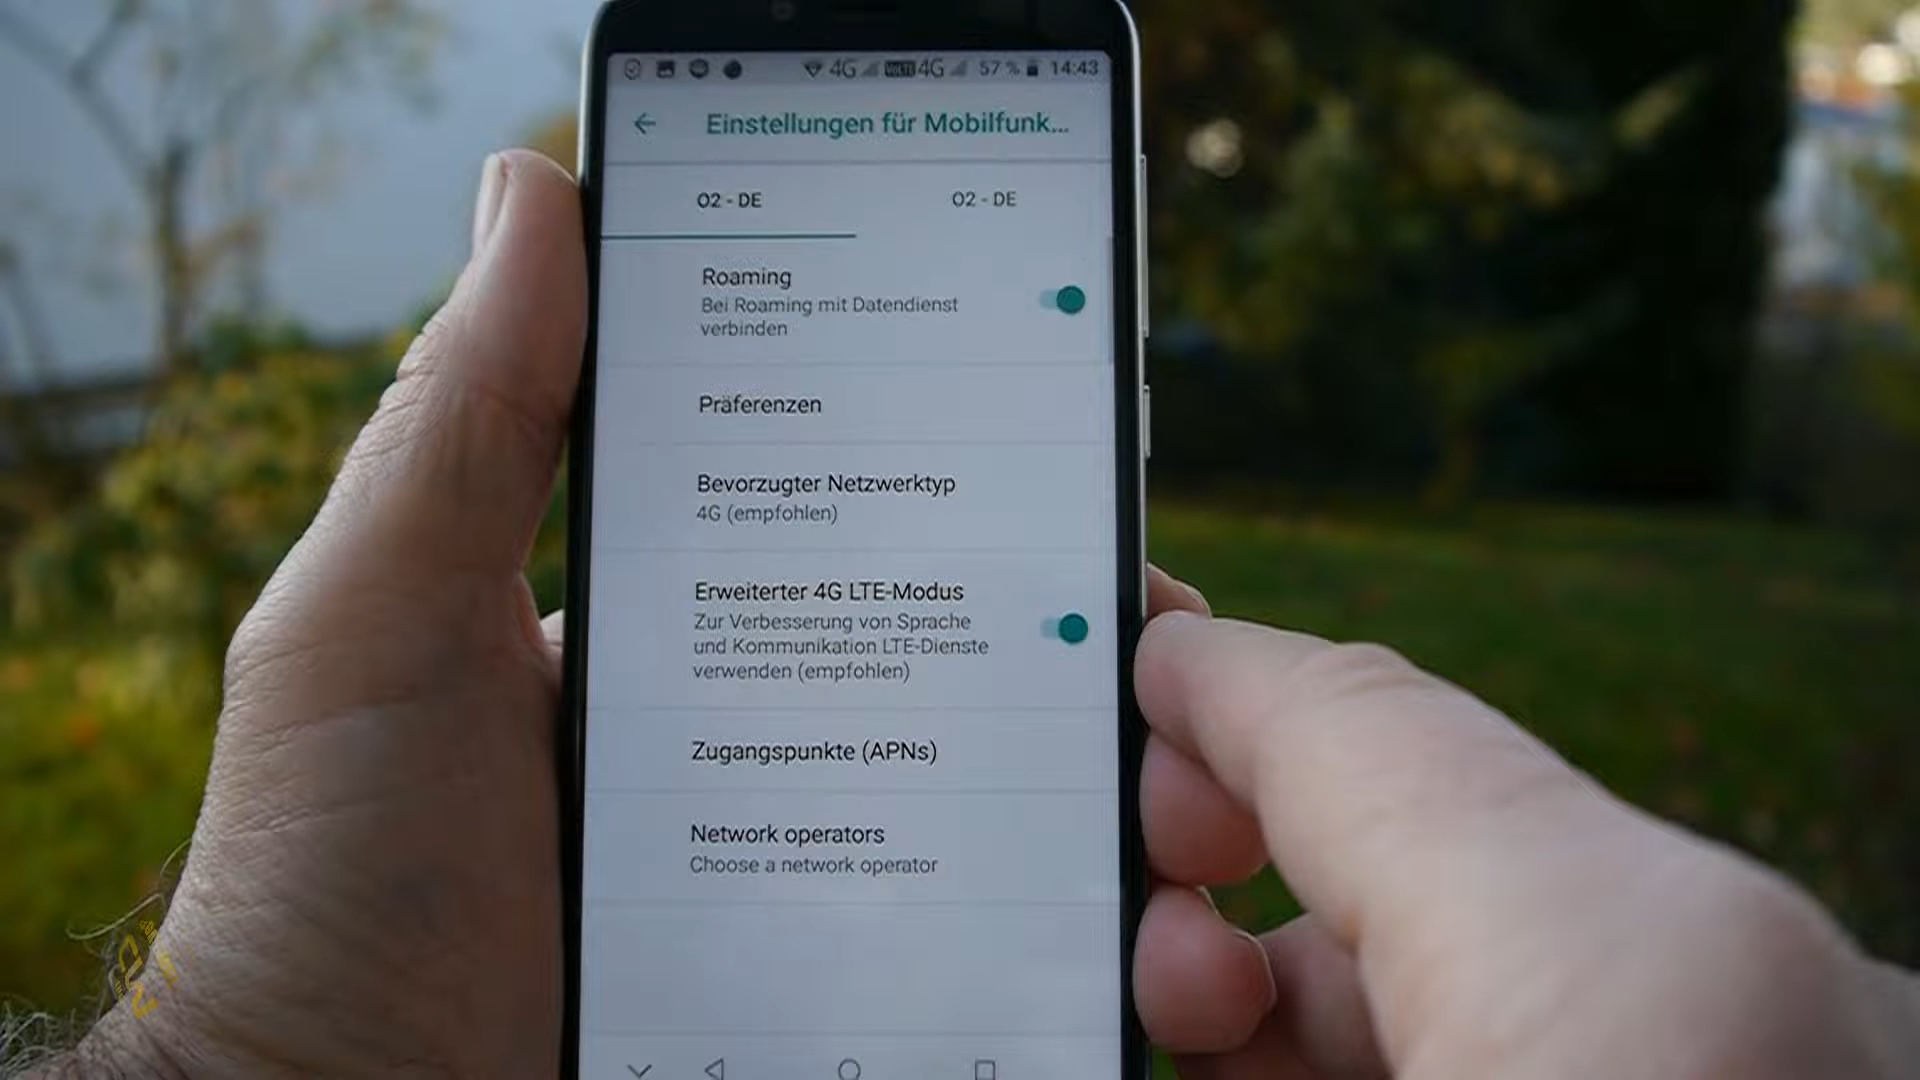 4G VoLTE 4G 57 % 14:43
Einstellungen für Mobilfunk...
O2 - DE O2 - DE
Roaming
Bei Roaming mit Datendienst
verbinden
Präferenzen
Bevorzugter Netzwerktyp
4G (empfohlen)
Erweiterter 4G LTE-Modus
Zur Verbesserung von Sprache
und Kommunikation LTE-Dienste
verwenden (empfohlen)
Zugangspunkte (APNs)
Network operators
Choose a network operator